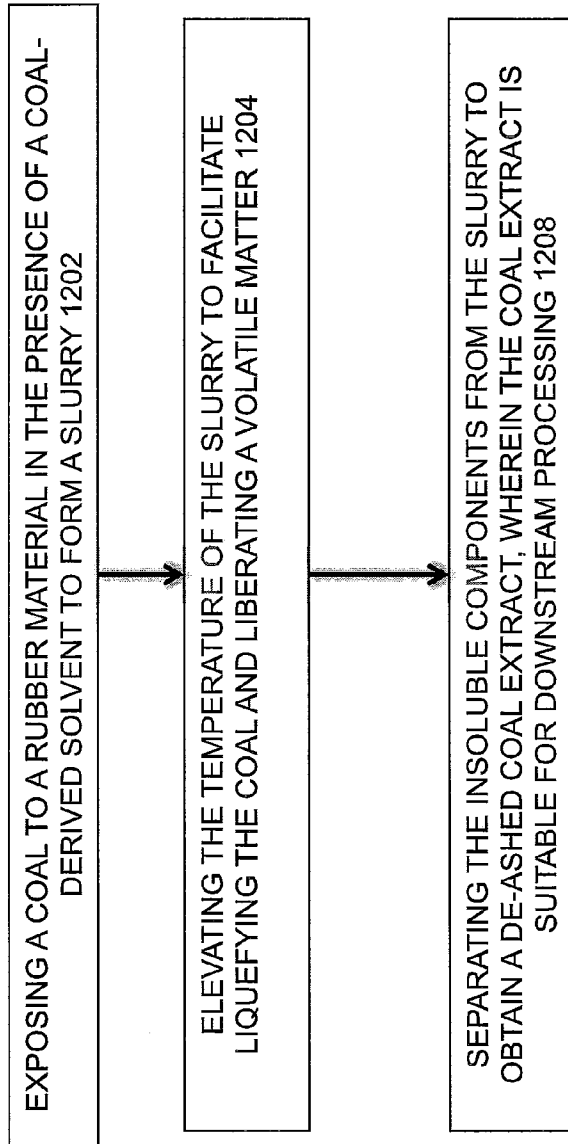 EXPOSING A COAL TO A RUBBER MATERIAL IN THE PRESENCE OF A COAL-
DERIVED SOLVENT TO FORM A SLURRY 1202
ELEVATING THE TEMPERATURE OF THE SLURRY TO FACILITATE
LIQUEFYING THE COAL AND LIBERATING A VOLATILE MATTER 1204
SEPARATING THE INSOLUBLE COMPONENTS FROM THE SLURRY TO
OBTAIN A DE-ASHED COAL EXTRACT, WHEREIN THE COAL EXTRACT IS
SUITABLE FOR DOWNSTREAM PROCESSING 1208